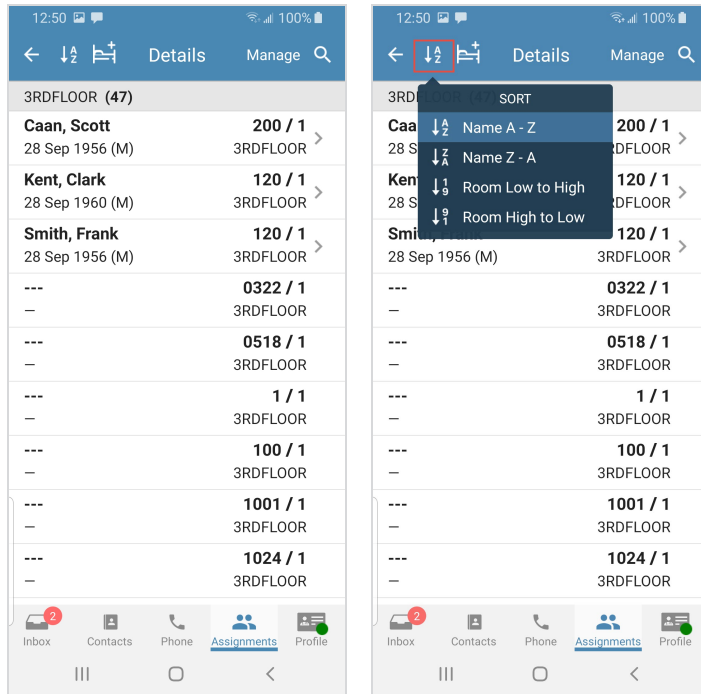 12:50 100%
Details Manage
3RDFLOOR (47)
Caan, Scott 200 / 1
28 Sep 1956 (M) 3RDFLOOR
Kent, Clark 120 / 1
28 Sep 1960 (M) 3RDFLOOR
Smith, Frank 120 / 1
28 Sep 1956 (M) 3RDFLOOR
--- 0322 / 1
– 3RDFLOOR
--- 0518 / 1
– 3RDFLOOR
--- 1 / 1
– 3RDFLOOR
--- 100 / 1
– 3RDFLOOR
--- 1001 / 1
– 3RDFLOOR
--- 1024 / 1
– 3RDFLOOR
2
Inbox Contacts Phone Assignments Profile
12:50 100%
Details Manage
SORT
Name A - Z
Name Z - A
Room Low to High
Room High to Low
200 / 1
3RDFLOOR
120 / 1
3RDFLOOR
120 / 1
28 Sep 1956 (M) 3RDFLOOR
--- 0322 / 1
– 3RDFLOOR
--- 0518 / 1
– 3RDFLOOR
--- 1 / 1
– 3RDFLOOR
--- 100 / 1
– 3RDFLOOR
--- 1001 / 1
– 3RDFLOOR
--- 1024 / 1
– 3RDFLOOR
2
Inbox Contacts Phone Assignments Profile